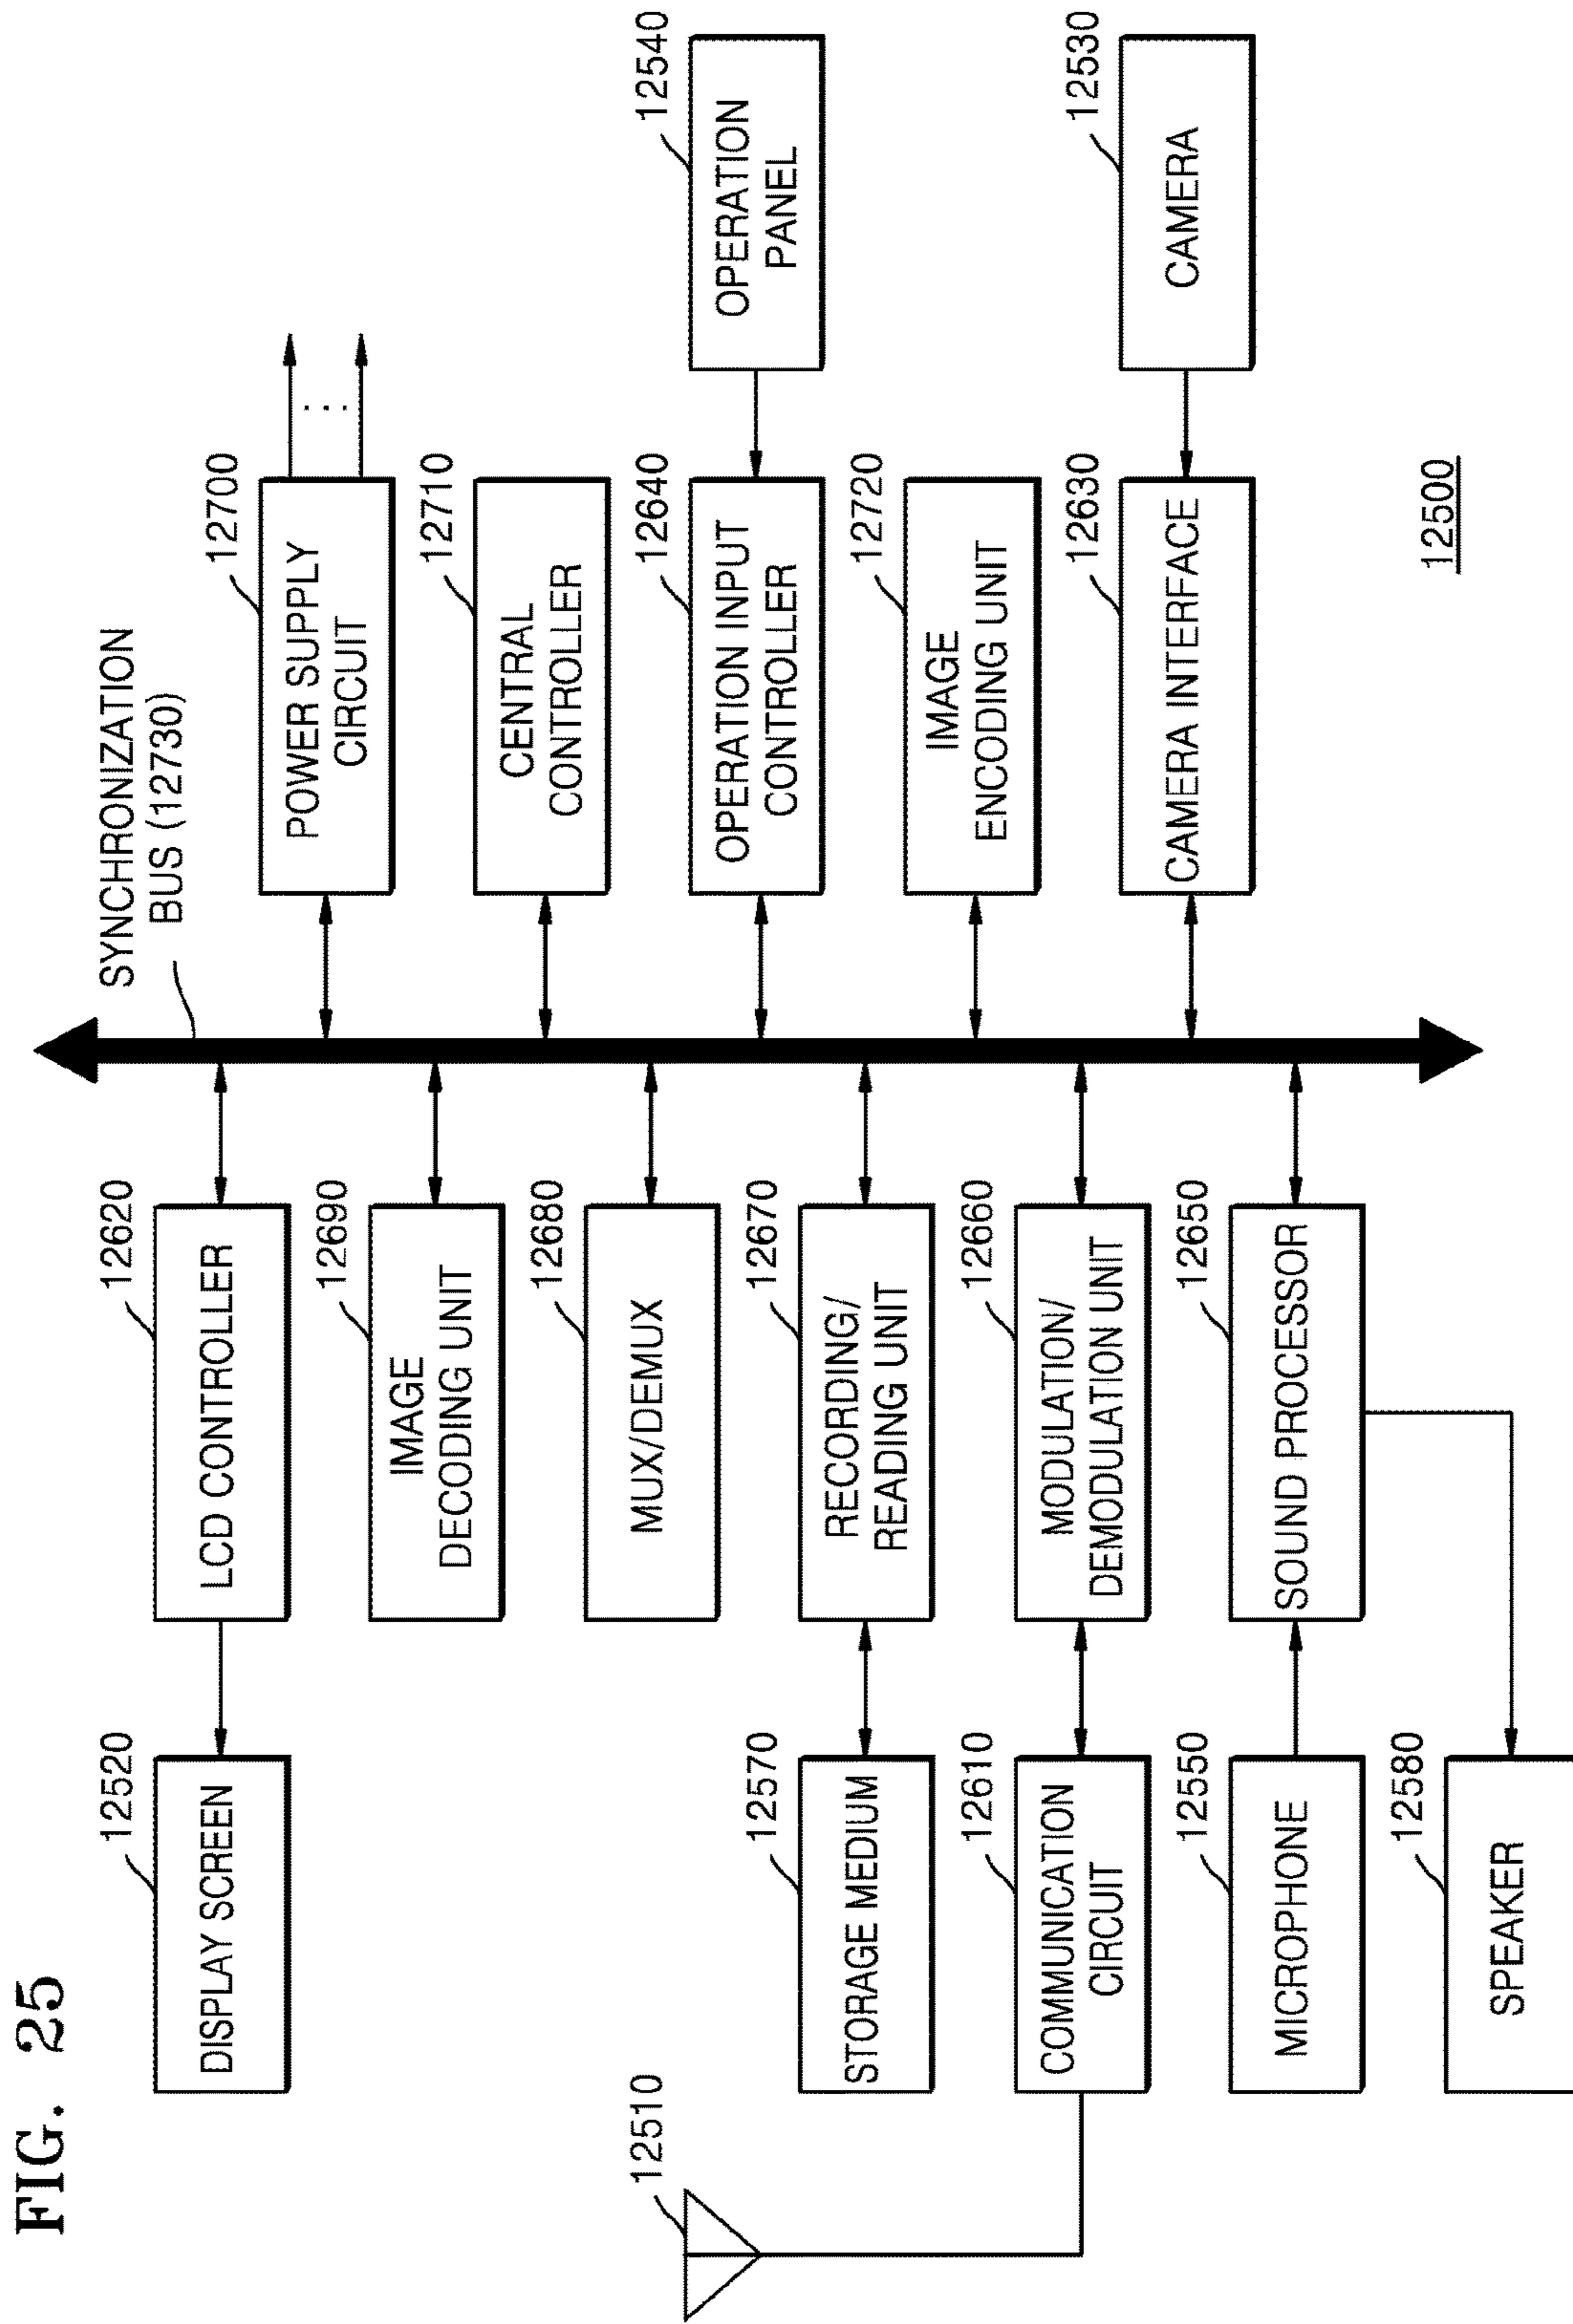 FIG. 25
12510
12520
DISPLAY SCREEN
12620
LCD CONTROLLER
12690
IMAGE
DECODING UNIT
12680
MUX/DEMUX
12570
STORAGE MEDIUM
12670
RECORDING/
READING UNIT
12610
COMMUNICATION
CIRCUIT
12660
MODULATION/
DEMODULATION UNIT
12550
MICROPHONE
12650
SOUND PROCESSOR
12580
SPEAKER
SYNCHRONIZATION
BUS (12730)
12700
POWER SUPPLY
CIRCUIT
...
12710
CENTRAL
CONTROLLER
12640
OPERATION INPUT
CONTROLLER
12540
OPERATION
PANEL
12720
IMAGE
ENCODING UNIT
12630
CAMERA INTERFACE
12530
CAMERA
12500